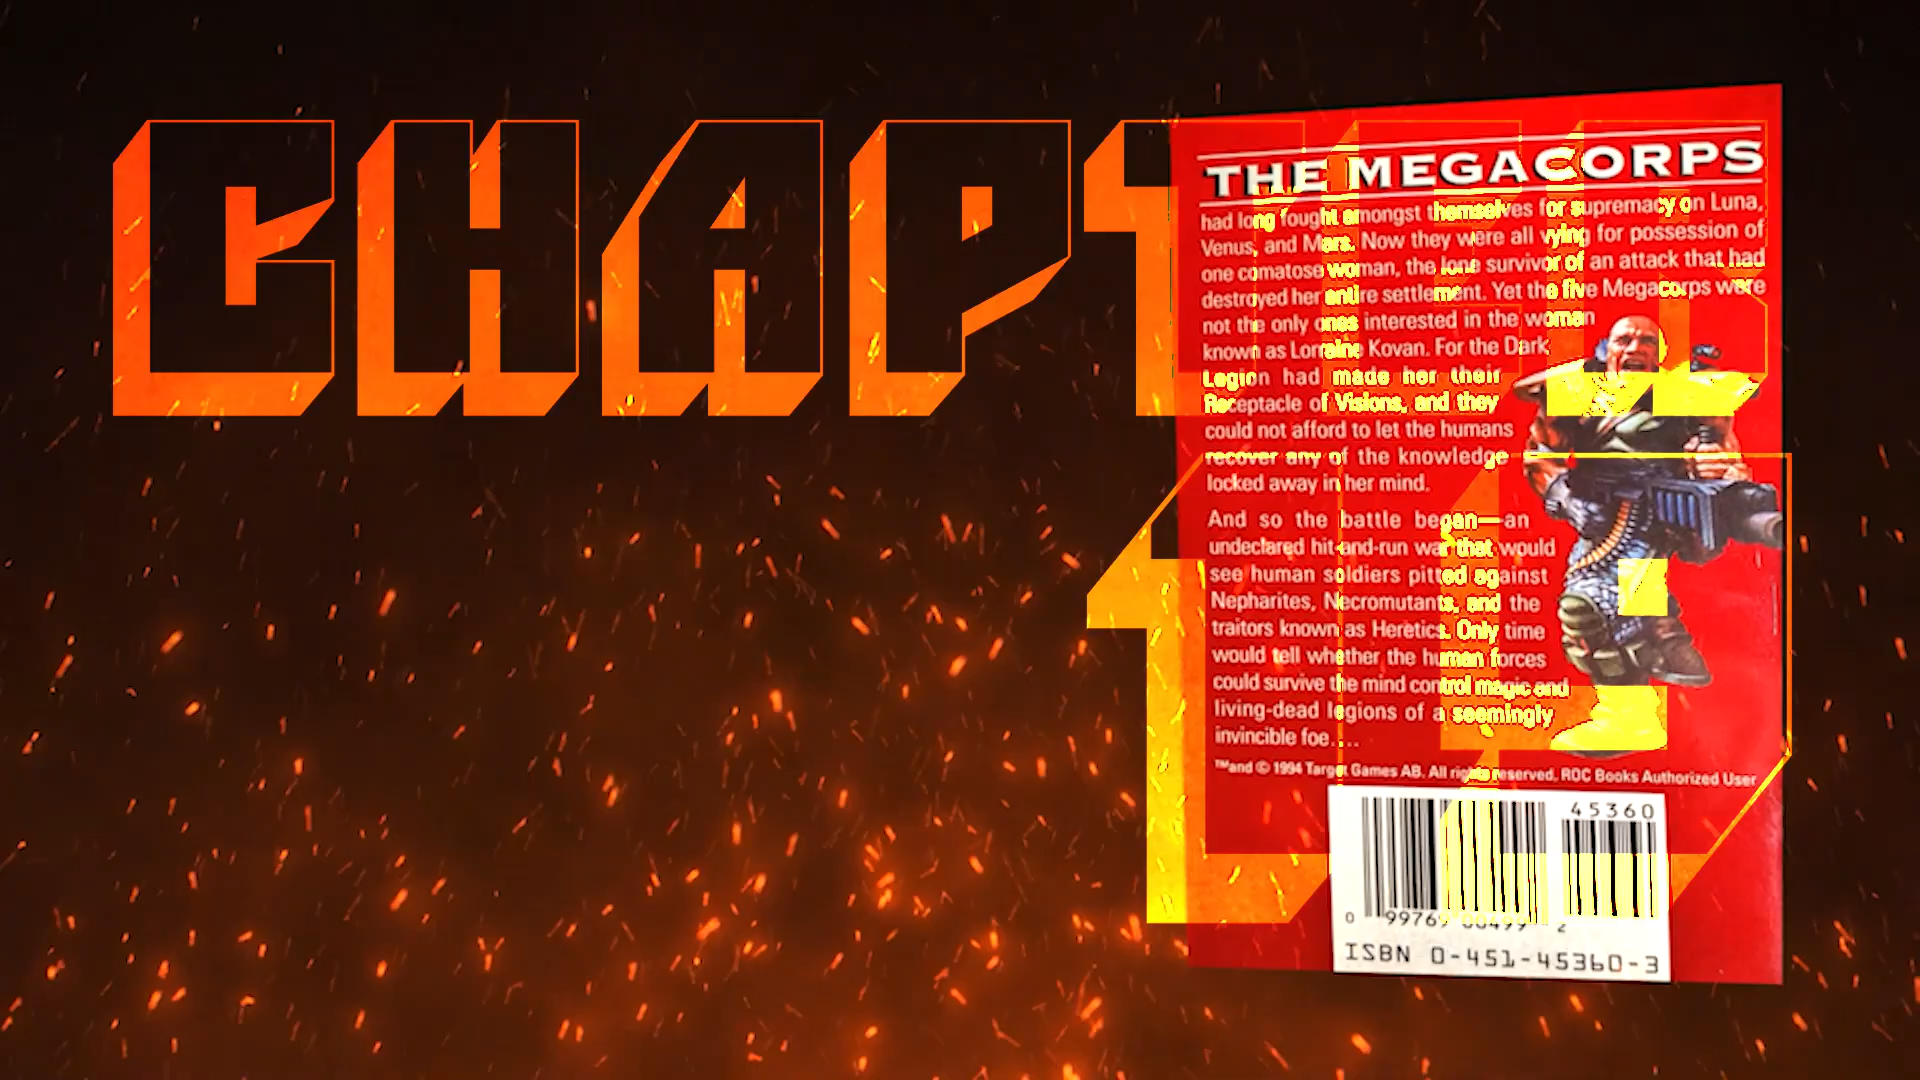 CHAPTER
THE MEGACORPS
had long fought amongst themselves for supremacy on Luna,
Venus, and Mars. Now they were all vying for possession of
one comatose woman, the lone survivor of an attack that had
destroyed her entire settlement. Yet the five Megacorps were
not the only ones interested in the woman
known as Lorraine Kovan. For the Dark
Legion had made her their
Receptacle of Visions, and they
could not afford to let the humans
recover any of the knowledge
locked away in her mind.
And so the battle began—an
undeclared hit-and-run war that would
see human soldiers pitted against
Nepharites, Necromutants, and the
traitors known as Heretics. Only time
would tell whether the human forces
could survive the mind control magic and
living-dead legions of a seemingly
invincible foe....
™and © 1994 Target Games AB. All rights reserved. ROC Books Authorized User
45360
0 99769 00499 2
ISBN 0-451-45360-3